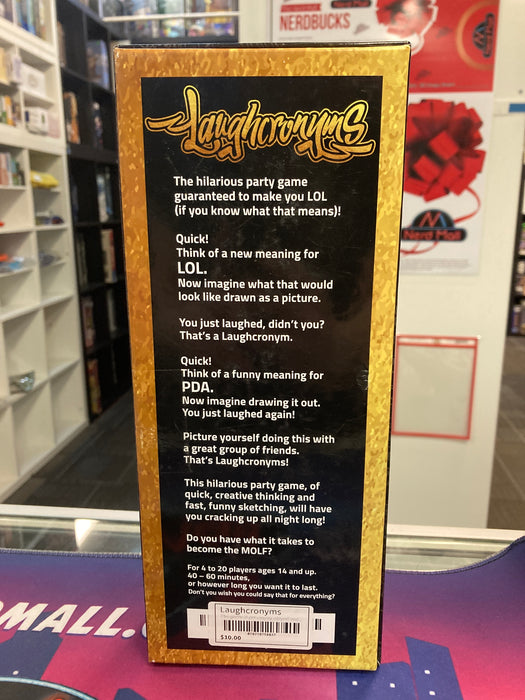 NERDBUCKS
Nerd Mall
Laughcronyms
The hilarious party game
guaranteed to make you LOL
(if you know what that means)!
Quick!
Think of a new meaning for
LOL.
Now imagine what that would
look like drawn as a picture.
You just laughed, didn't you?
That's a Laughcronym.
Quick!
Think of a funny meaning for
PDA.
Now imagine drawing it out.
You just laughed again!
Picture yourself doing this with
a great group of friends.
That's Laughcronyms!
This hilarious party game, of
quick, creative thinking and
fast, funny sketching, will have
you cracking up all night long!
Do you have what it takes to
become the MOLF?
For 4 to 20 players ages 14 and up.
40 – 60 minutes,
or however long you want it to last.
Don't you wish you could say that for everything?
Laughcronyms
$10.00
MALL.